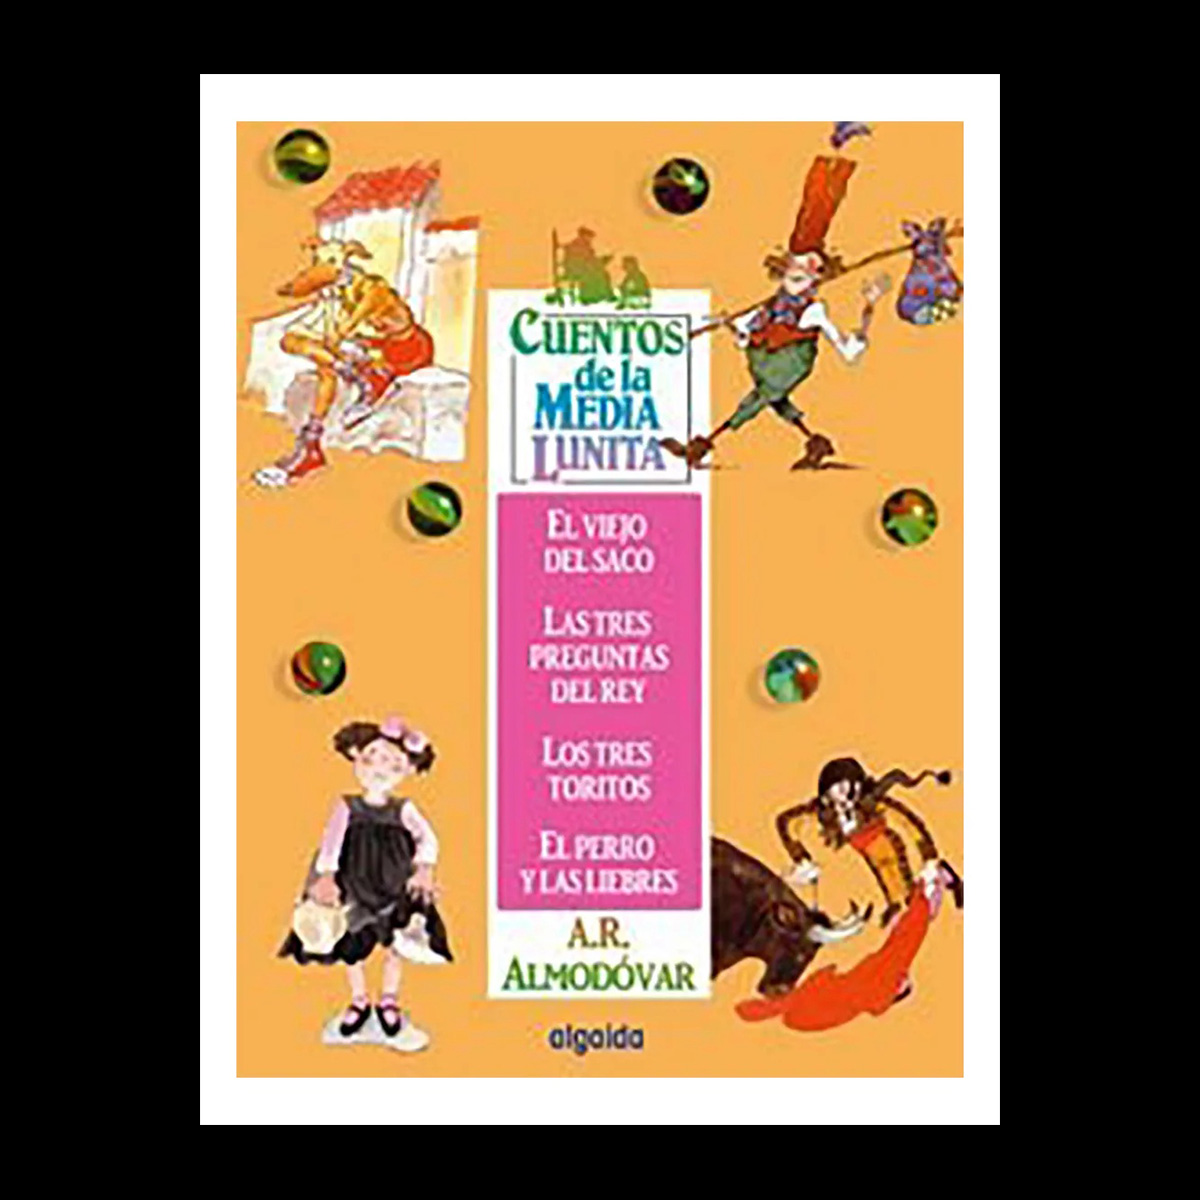 CUENTOS
de la
MEDIA
LUNITA
EL VIEJO
DEL SACO
LAS TRES
PREGUNTAS
DEL REY
LOS TRES
TORITOS
EL PERRO
Y LAS LIEBRES
A.R.
ALMODÓVAR
algaida